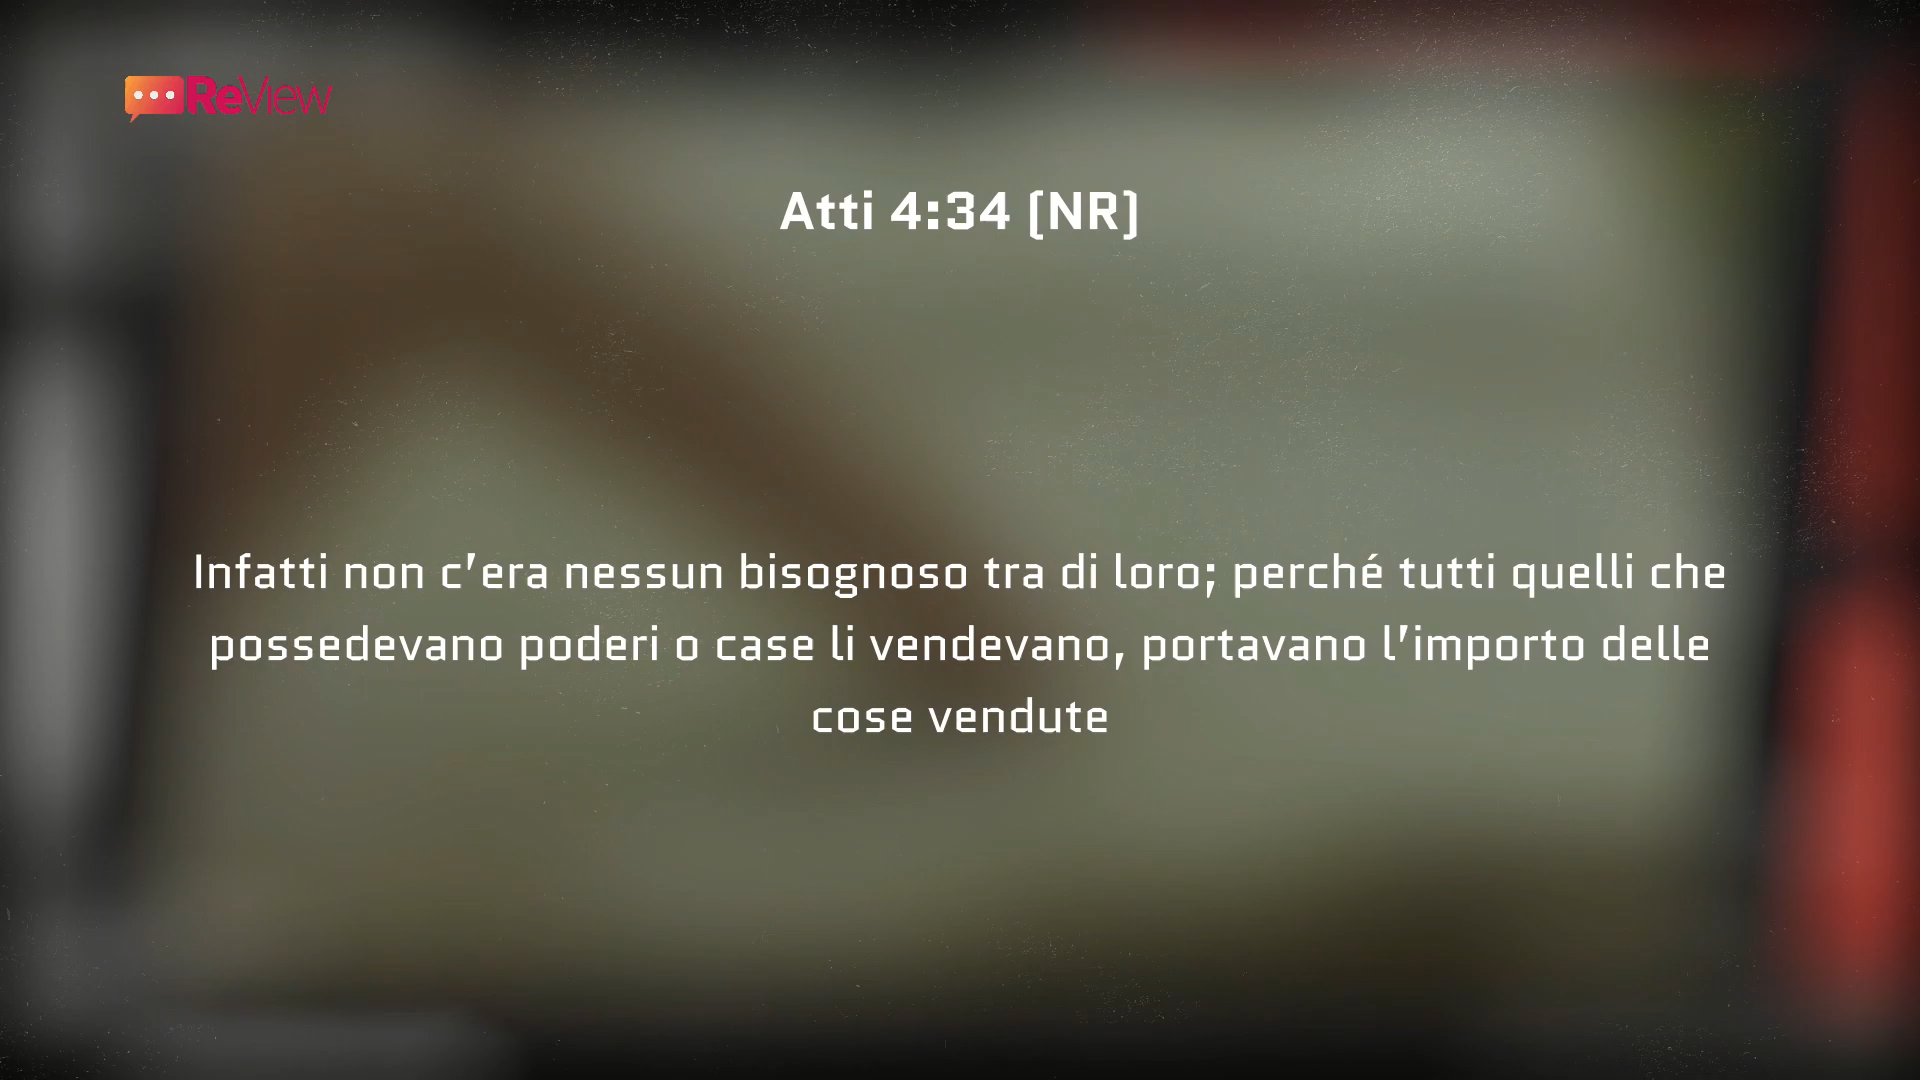 ReView
Atti 4:34 [NR]
Infatti non c'era nessun bisognoso tra di loro; perché tutti quelli che
possedevano poderi o case li vendevano, portavano l'importo delle
cose vendute